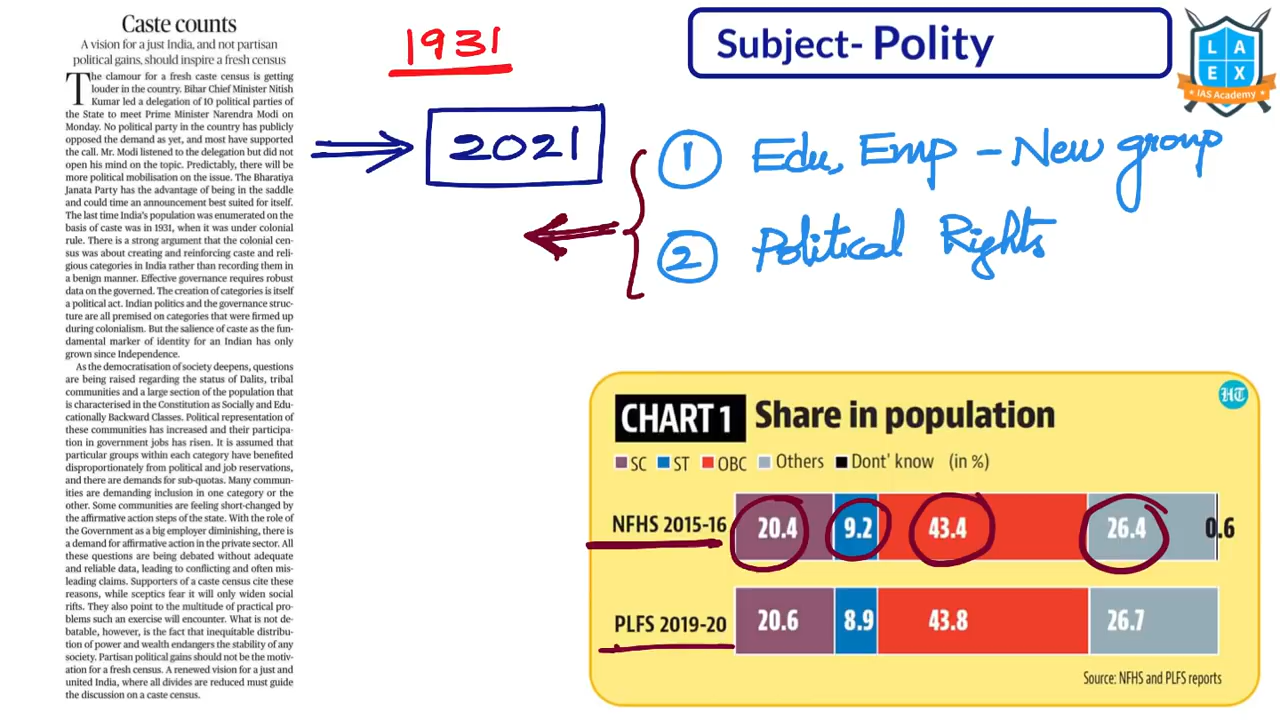 Caste counts
A vision for a just India, and not partisan
political gains, should inspire a fresh census
The clamour for a fresh caste census is getting
louder in the country. Bihar Chief Minister Nitish
Kumar led a delegation of 10 political parties of
the State to meet Prime Minister Narendra Modi on
Monday. No political party in the country has publicly
opposed the demand as yet, and most have supported
the call. Mr. Modi listened to the delegation but did not
open his mind on the topic. Predictably, there will be
more political mobilisation on the issue. The Bharatiya
Janata Party has the advantage of being in the saddle
and could time an announcement best suited for itself.
The last time India's population was enumerated on the
basis of caste was in 1931, when it was under colonial
rule. There is a strong argument that the colonial cen-
sus was about creating and reinforcing caste and reli-
gious categories in India rather than recording them in
a benign manner. Effective governance requires robust
data on the governed. The creation of categories is itself
a political act. Indian politics and the governance struc-
ture are all premised on categories that were firmed up
during colonialism. But the salience of caste as the fun-
damental marker of identity for an Indian has only
grown since Independence.
As the democratisation of society deepens, questions
are being raised regarding the status of Dalits, tribal
communities and a large section of the population that
is characterised in the Constitution as Socially and Edu-
cationally Backward Classes. Political representation of
these communities has increased and their participa-
tion in government jobs has risen. It is assumed that
particular groups within each category have benefited
disproportionately from political and job reservations,
and there are demands for sub-quotas. Many commun-
ities are demanding inclusion in one category or the
other. Some communities are feeling short-changed by
the affirmative action steps of the state. With the role of
the Government as a big employer diminishing, there is
a demand for affirmative action in the private sector. All
these questions are being debated without adequate
and reliable data, leading to conflicting and often mis-
leading claims. Supporters of a caste census cite these
reasons, while sceptics fear it will only widen social
rifts. They also point to the multitude of practical pro-
blems such an exercise will encounter. What is not de-
batable, however, is the fact that inequitable distribu-
tion of power and wealth endangers the stability of any
society. Partisan political gains should not be the motiv-
ation for a fresh census. A renewed vision for a just and
united India, where all divides are reduced must guide
the discussion on a caste census.
1931
Subject- Polity
L A
E X
IAS Academy
2021
1 Edu, Emp - New group
2 Political Rights
HT
CHART 1 Share in population
SC ST OBC Others Dont' know (in %)
NFHS 2015-16 20.4 9.2 43.4 26.4 0.6
PLFS 2019-20 20.6 8.9 43.8 26.7
Source: NFHS and PLFS reports